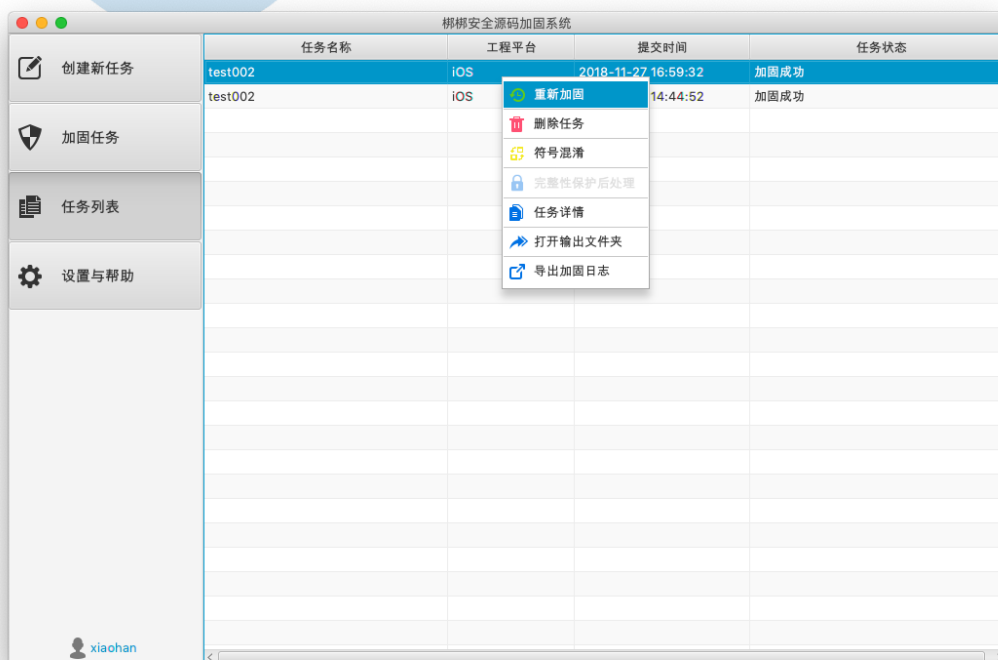 梆梆安全源码加固系统
任务名称 工程平台 提交时间 任务状态
创建新任务
加固任务
任务列表
设置与帮助
test002 iOS 2018-11-27 16:59:32 加固成功
test002 iOS 14:44:52 加固成功
重新加固
删除任务
符号混淆
完整性保护后处理
任务详情
打开输出文件夹
导出加固日志
xiaohan